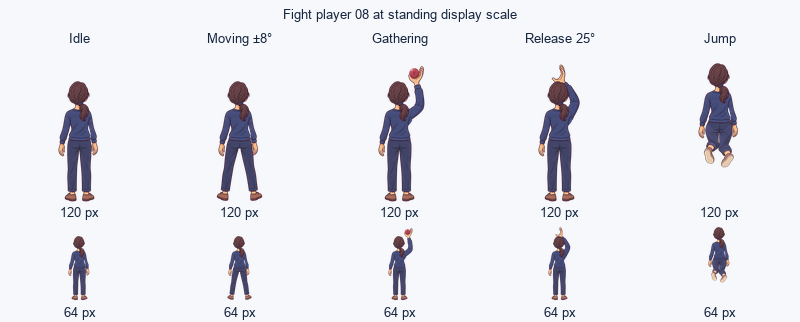 Fight player 08 at standing display scale
Idle
Moving ±8°
Gathering
Release 25°
Jump
120 px
120 px
120 px
120 px
120 px
64 px
64 px
64 px
64 px
64 px